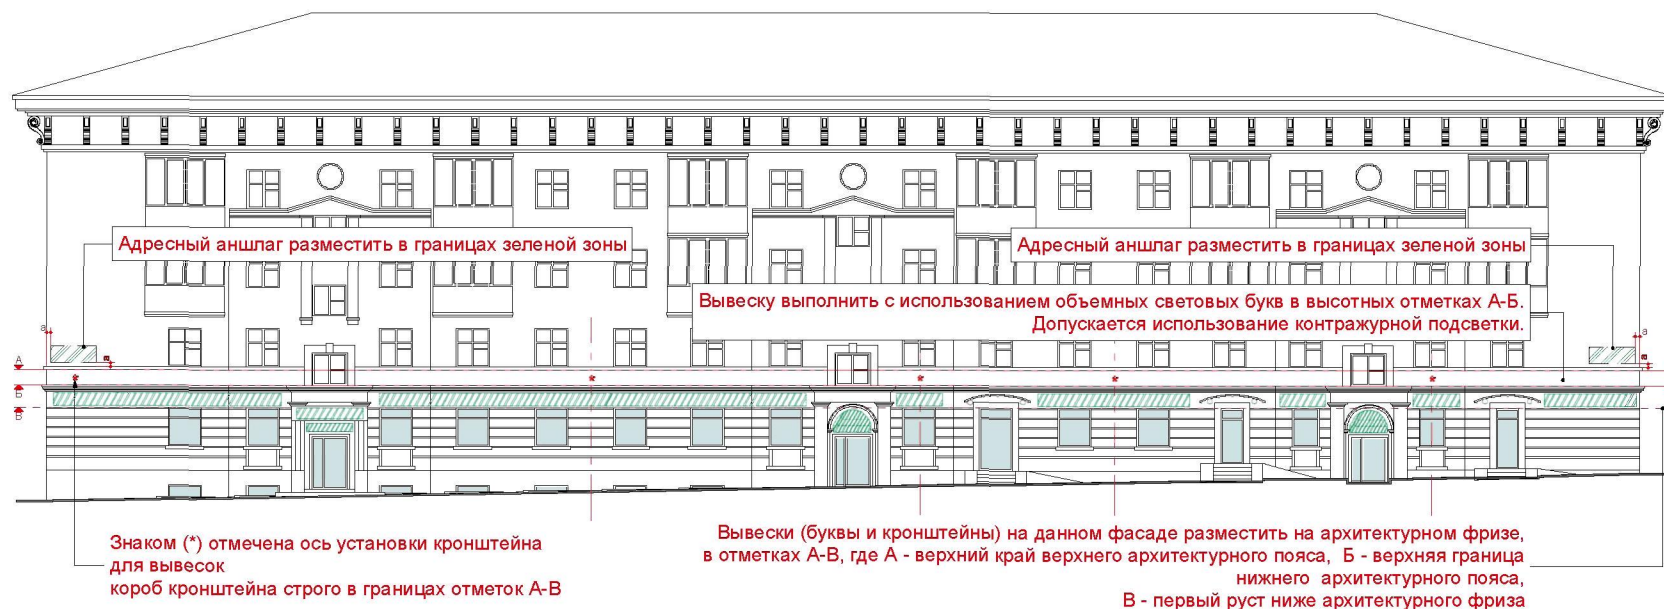 Адресный аншлаг разместить в границах зеленой зоны
Адресный аншлаг разместить в границах зеленой зоны
Вывеску выполнить с использованием объемных световых букв в высотных отметках А-Б.
Допускается использование контражурной подсветки.
а
а
а
а
А
Б
В
Знаком (*) отмечена ось установки кронштейна
для вывесок
короб кронштейна строго в границах отметок А-В
Вывески (буквы и кронштейны) на данном фасаде разместить на архитектурном фризе,
в отметках А-В, где А - верхний край верхнего архитектурного пояса, Б - верхняя граница
нижнего архитектурного пояса,
В - первый руст ниже архитектурного фриза